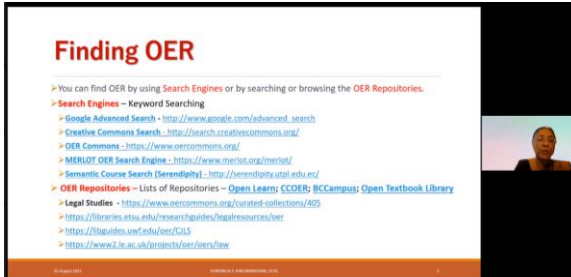 Finding OER
➢You can find OER by using Search Engines or by searching or browsing the OER Repositories.
➢Search Engines – Keyword Searching
➢Google Advanced Search - http://www.google.com/advanced_search
➢Creative Commons Search - http://search.creativecommons.org/
➢OER Commons - https://www.oercommons.org/
➢MERLOT OER Search Engine - https://www.merlot.org/merlot/
➢Semantic Course Search (Serendipity) - http://serendipity.utpl.edu.ec/
➢OER Repositories – Lists of Repositories – Open Learn; CCOER; BCCampus; Open Textbook Library
➢Legal Studies - https://www.oercommons.org/curated-collections/405
➢https://libraries.etsu.edu/researchguides/legalresources/oer
➢https://libguides.uwf.edu/oer/CJLS
➢https://www2.le.ac.uk/projects/oer/oers/law
August